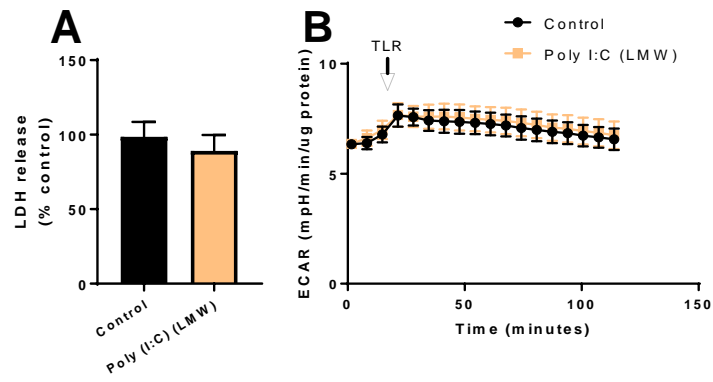 A
LDH release
(% control)
150
100
50
0
Control
Poly (I:C) (LMW)
B
Control
Poly I:C (LMW)
TLR
ECAR (mpH/min/ug protein)
10
5
0
0
50
100
150
Time (minutes)